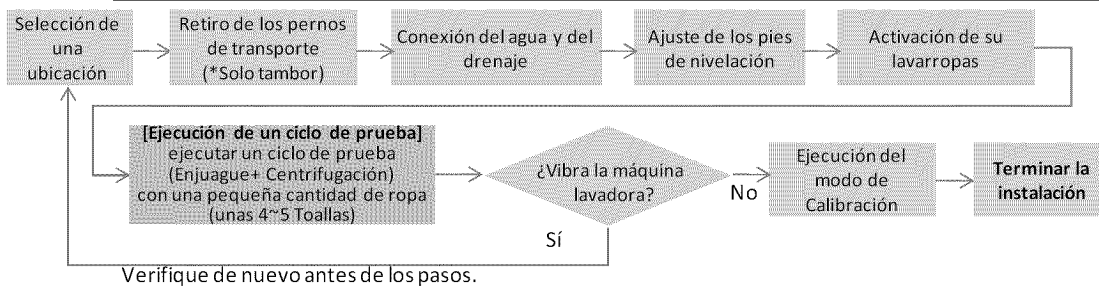 Selección de
una
ubicación
Retiro de los pernos
de transporte
(*Solo tambor)
Conexión del agua y del
drenaje
Ajuste de los pies
de nivelación
Activación de su
lavarropas
[Ejecución de un ciclo de prueba]
ejecutar un ciclo de prueba
(Enjuague+ Centrifugación)
con una pequeña cantidad de ropa
(unas 4~5 Toallas)
¿Vibra la máquina
lavadora?
No
Ejecución del
modo de
Calibración
Terminar la
instalación
Sí
Verifique de nuevo antes de los pasos.